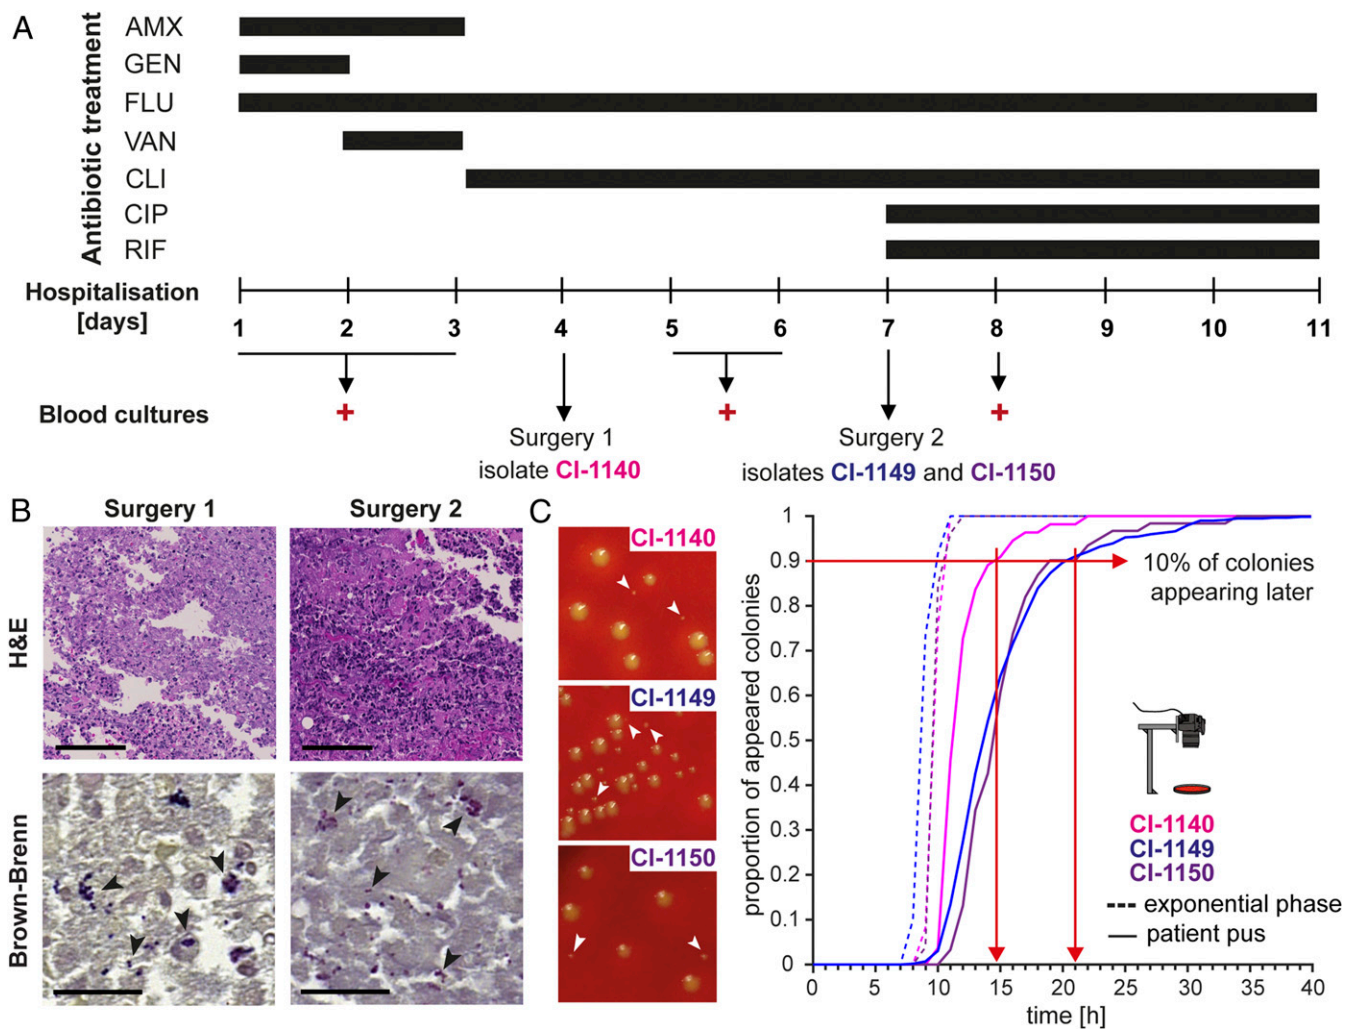 A
Antibiotic treatment
AMX
GEN
FLU
VAN
CLI
CIP
RIF
Hospitalisation
[days]
1 2 3 4 5 6 7 8 9 10 11
Blood cultures
+ + +
Surgery 1
isolate CI-1140
Surgery 2
isolates CI-1149 and CI-1150
B
Surgery 1 Surgery 2
H&E
Brown-Brenn
C
CI-1140
CI-1149
CI-1150
proportion of appeared colonies
1
0.9
0.8
0.7
0.6
0.5
0.4
0.3
0.2
0.1
0
0 5 10 15 20 25 30 35 40
time [h]
10% of colonies
appearing later
CI-1140
CI-1149
CI-1150
exponential phase
patient pus